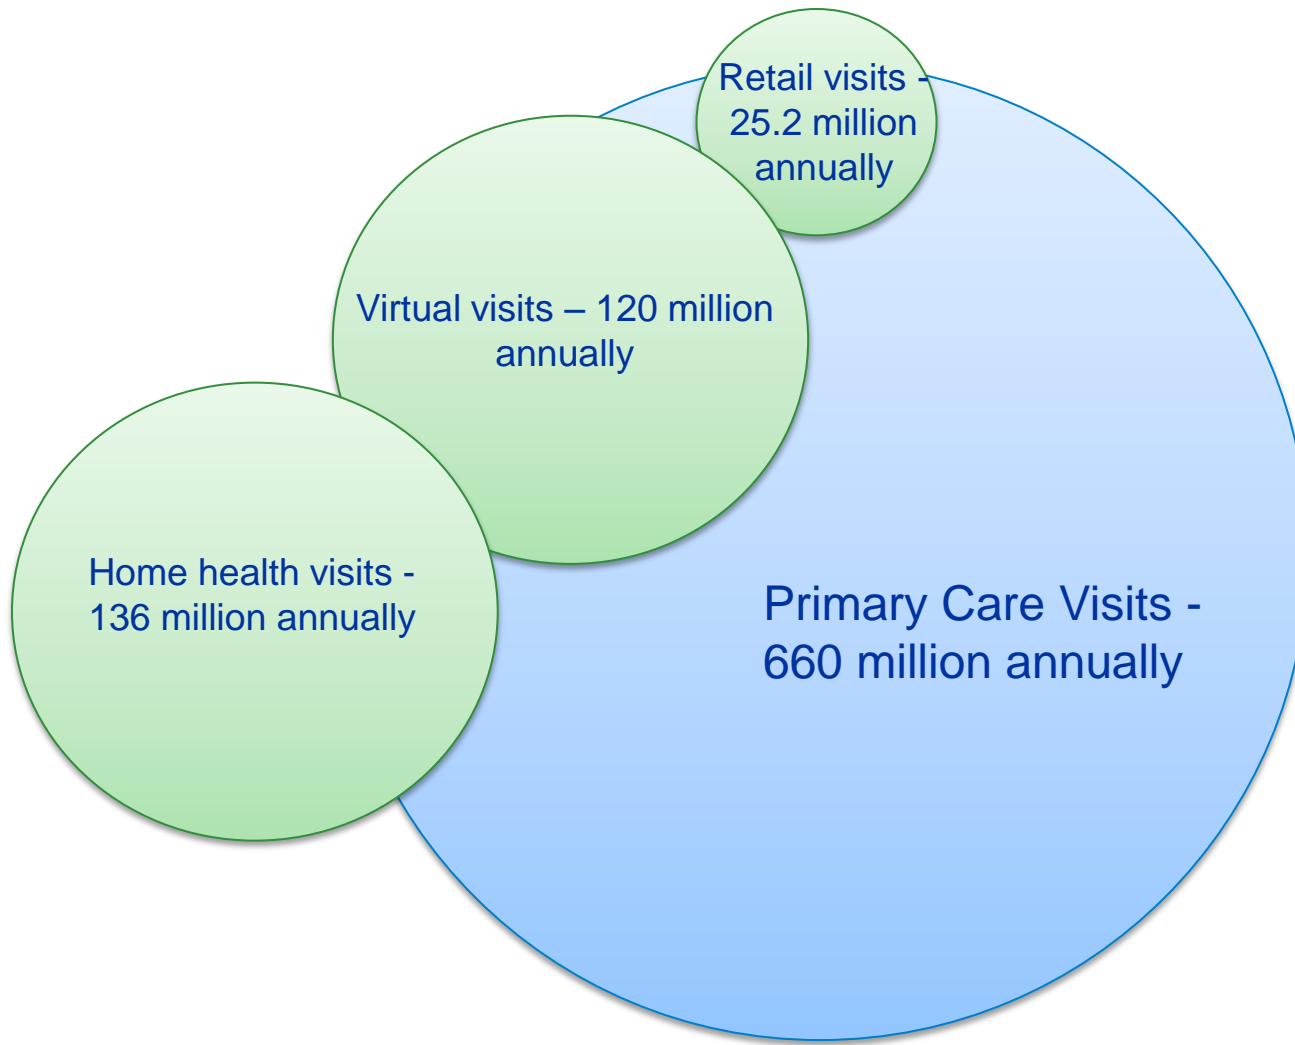 Retail visits -
25.2 million
annually
Virtual visits – 120 million
annually
Home health visits -
136 million annually
Primary Care Visits -
660 million annually